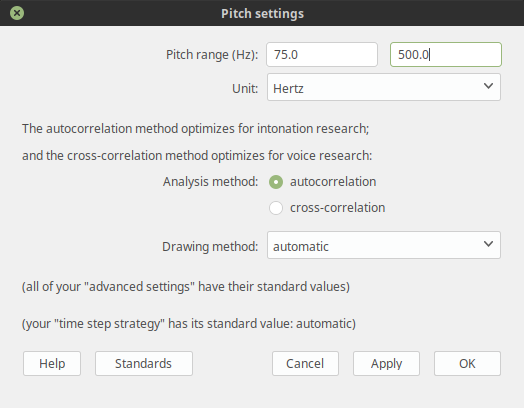 Pitch settings
Pitch range (Hz): 75.0 500.0
Unit: Hertz
The autocorrelation method optimizes for intonation research;
and the cross-correlation method optimizes for voice research:
Analysis method: autocorrelation
cross-correlation
Drawing method: automatic
(all of your "advanced settings" have their standard values)
(your "time step strategy" has its standard value: automatic)
Help Standards Cancel Apply OK